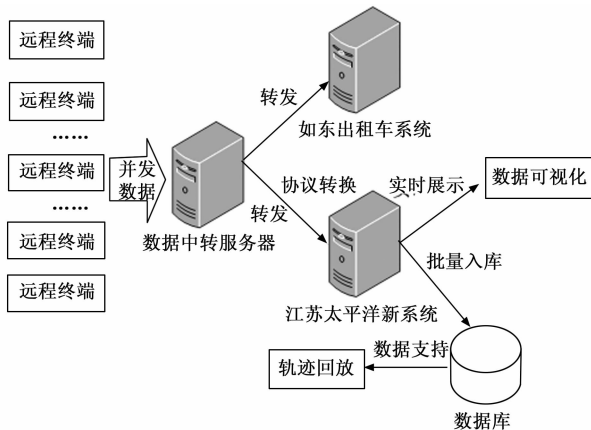 远程终端
远程终端
……
远程终端
……
远程终端
远程终端
并发
数据
数据中转服务器
转发
如东出租车系统
协议转换
转发
实时展示
数据可视化
江苏太平洋新系统
批量入库
数据支持
轨迹回放
数据库